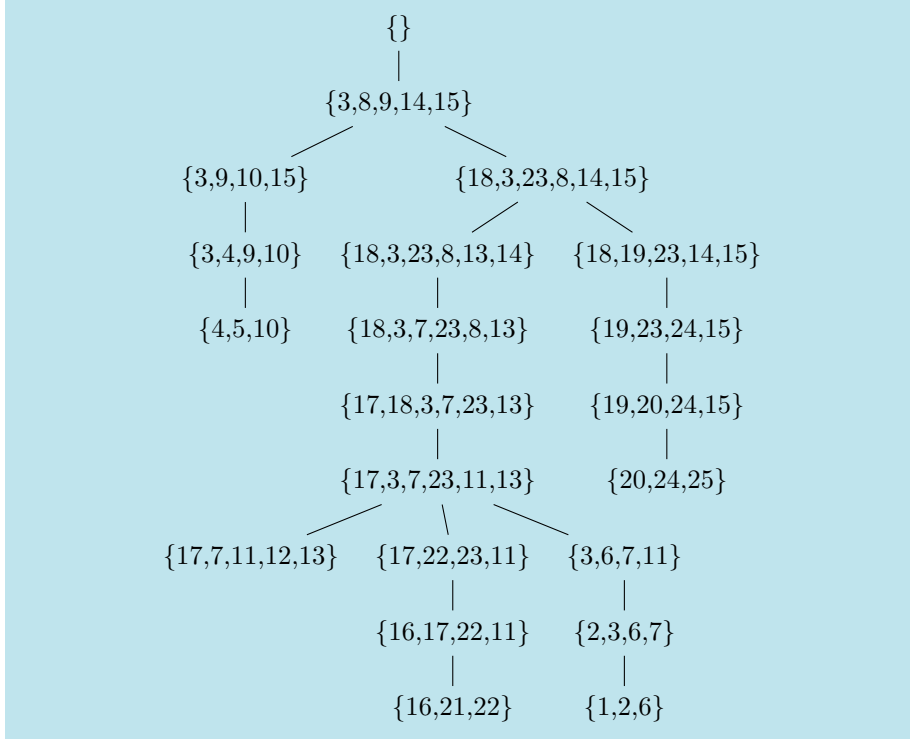 {}
{3,8,9,14,15}
{3,9,10,15} {18,3,23,8,14,15}
{3,4,9,10} {18,3,23,8,13,14} {18,19,23,14,15}
{4,5,10} {18,3,7,23,8,13} {19,23,24,15}
{17,18,3,7,23,13} {19,20,24,15}
{17,3,7,23,11,13} {20,24,25}
{17,7,11,12,13} {17,22,23,11} {3,6,7,11}
{16,17,22,11} {2,3,6,7}
{16,21,22} {1,2,6}